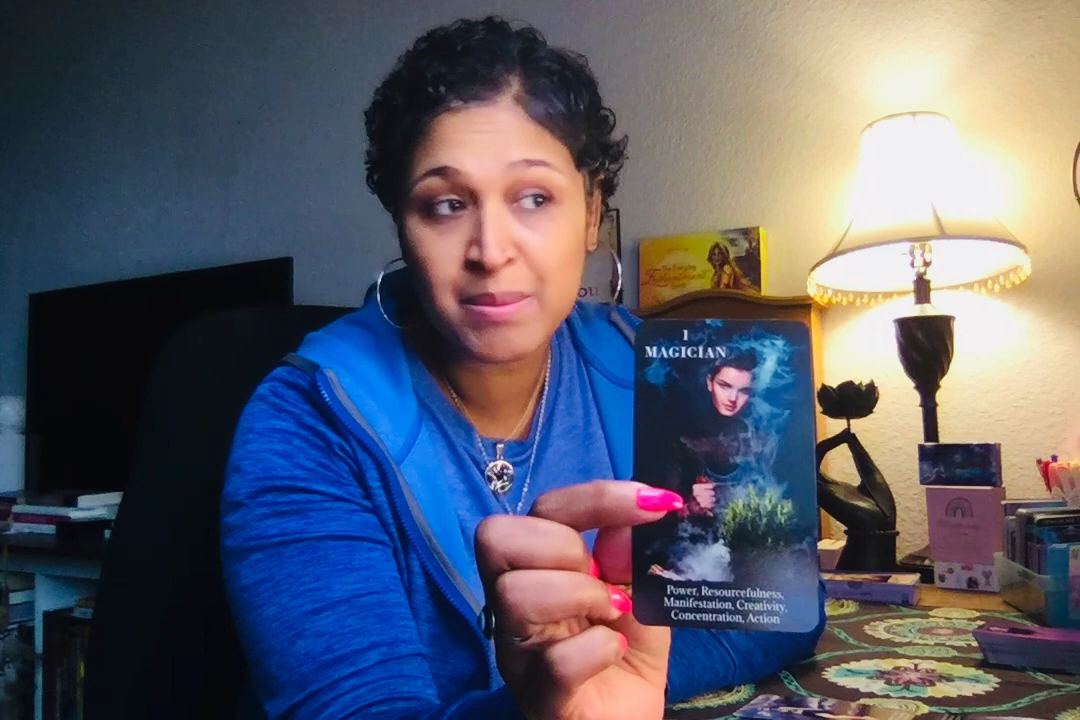 1
MAGICIAN
Power, Resourcefulness,
Manifestation, Creativity,
Concentration, Action